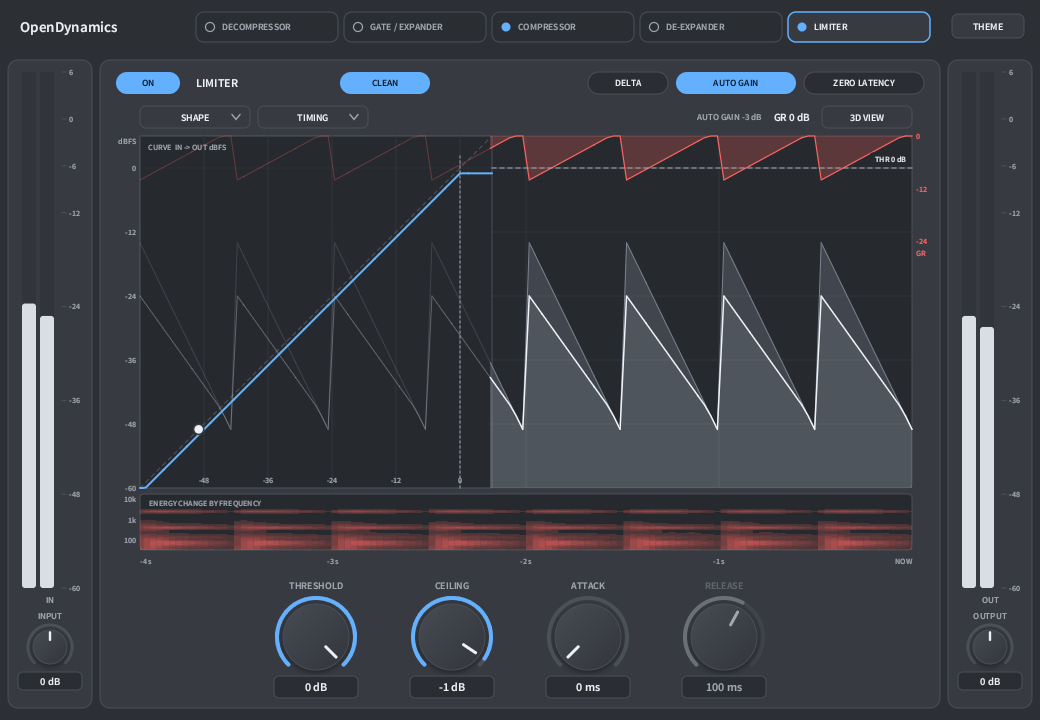 OpenDynamics
DECOMPRESSOR
GATE / EXPANDER
COMPRESSOR
DE-EXPANDER
LIMITER
THEME
ON
LIMITER
CLEAN
DELTA
AUTO GAIN
ZERO LATENCY
SHAPE
TIMING
AUTO GAIN -3 dB
GR 0 dB
3D VIEW
6
0
-6
-12
-24
-36
-48
-60
IN
INPUT
0 dB
dBFS
0
-12
-24
-36
-48
-60
CURVE IN -> OUT dBFS
THR 0 dB
-48
-36
-24
-12
0
0
-12
-24
GR
10k
1k
100
ENERGY CHANGE BY FREQUENCY
-4s
-3s
-2s
-1s
NOW
THRESHOLD
0 dB
CEILING
-1 dB
ATTACK
0 ms
RELEASE
100 ms
6
0
-6
-12
-24
-36
-48
-60
OUT
OUTPUT
0 dB